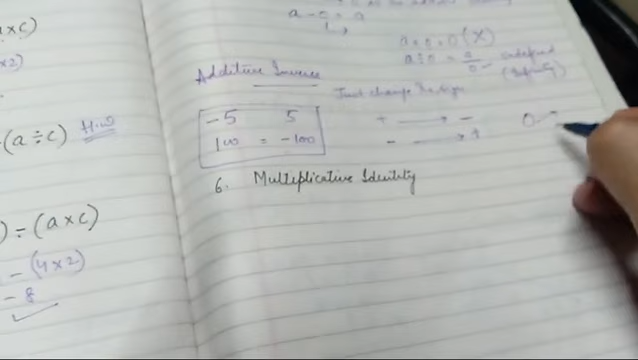 a × c)
× 2)
(a ÷ c) H.W
) ÷ (a × c)
- (4 × 2)
- 8
a - 0 = a
a ÷ 0 = 0 (X)
a ÷ 0 = a/0 undefined
(Infinity)
Additive Inverse
Just change the sign
-5 5
100 = -100
+ → -
- → +
0 →
6. Multiplicative Identity